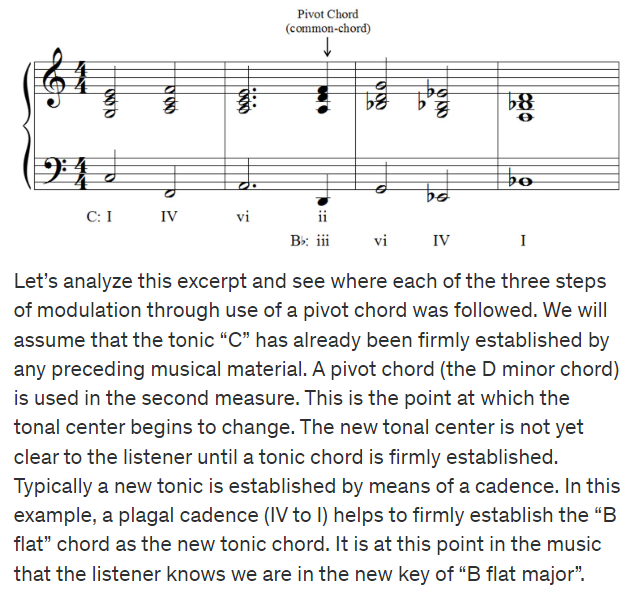 Pivot Chord
(common-chord)
4 4
4 4
C: I IV vi ii
B♭: iii vi IV I
Let’s analyze this excerpt and see where each of the three steps
of modulation through use of a pivot chord was followed. We will
assume that the tonic “C” has already been firmly established by
any preceding musical material. A pivot chord (the D minor chord)
is used in the second measure. This is the point at which the
tonal center begins to change. The new tonal center is not yet
clear to the listener until a tonic chord is firmly established.
Typically a new tonic is established by means of a cadence. In this
example, a plagal cadence (IV to I) helps to firmly establish the “B
flat” chord as the new tonic chord. It is at this point in the music
that the listener knows we are in the new key of “B flat major”.